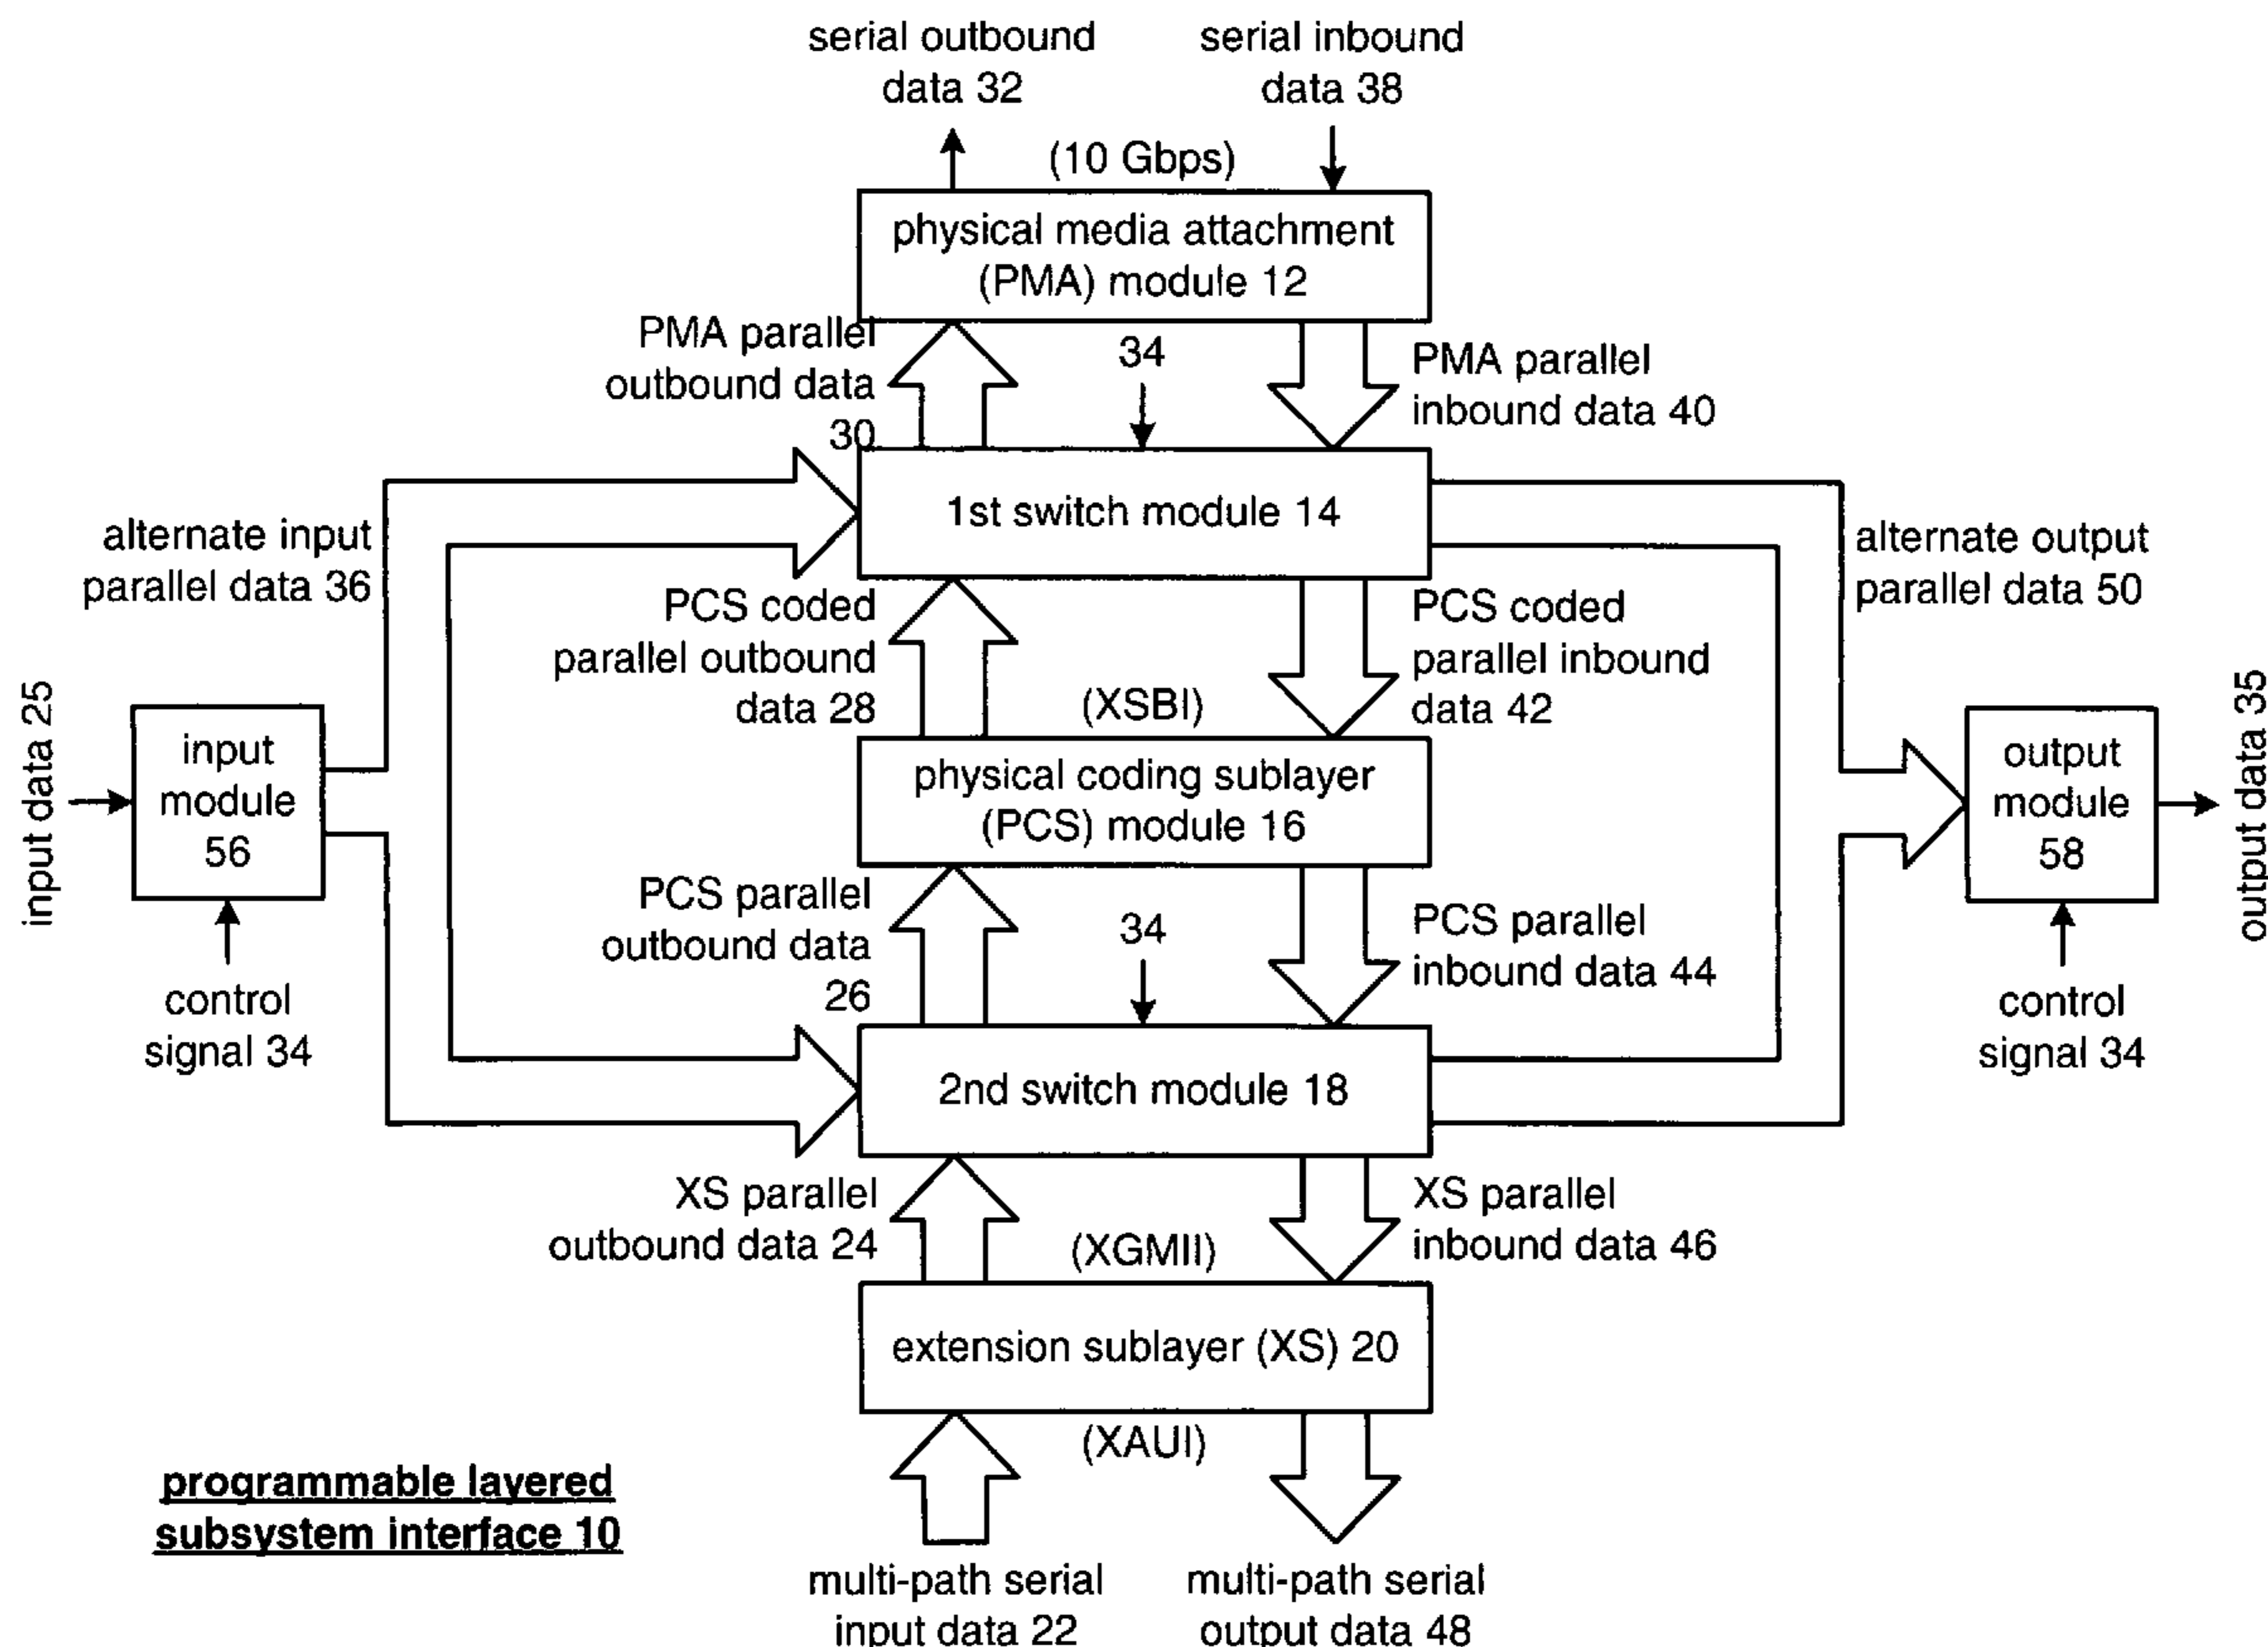 serial outbound
data 32
serial inbound
data 38
(10 Gbps)
physical media attachment
(PMA) module 12
PMA parallel
outbound data
30
34
PMA parallel
inbound data 40
1st switch module 14
alternate input
parallel data 36
alternate output
parallel data 50
PCS coded
parallel outbound
data 28
(XSBI)
PCS coded
parallel inbound
data 42
input data 25
input
module
56
control
signal 34
physical coding sublayer
(PCS) module 16
output
module
58
control
signal 34
output data 35
PCS parallel
outbound data
26
34
PCS parallel
inbound data 44
2nd switch module 18
XS parallel
outbound data 24
(XGMII)
XS parallel
inbound data 46
extension sublayer (XS) 20
(XAUI)
programmable layered
subsystem interface 10
multi-path serial
input data 22
multi-path serial
output data 48